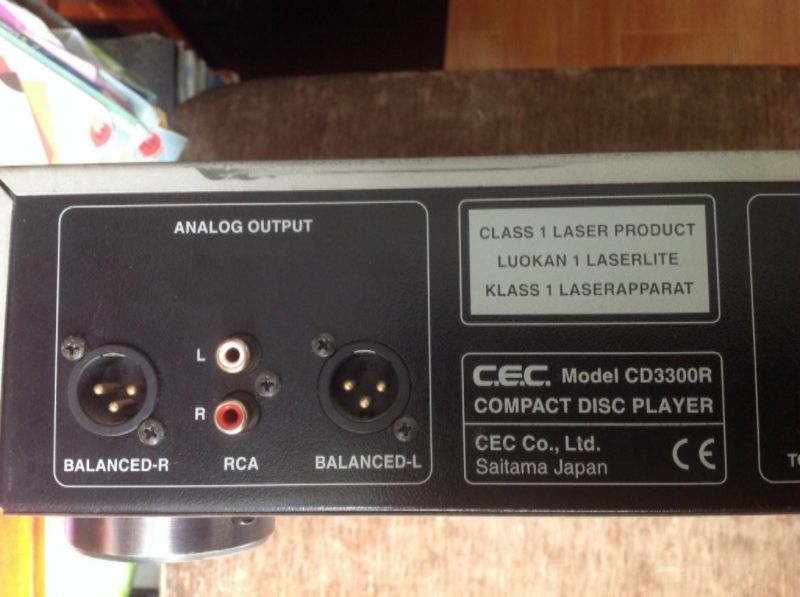 ANALOG OUTPUT
L
R
BALANCED-R
RCA
BALANCED-L
CLASS 1 LASER PRODUCT
LUOKAN 1 LASERLITE
KLASS 1 LASERAPPARAT
C.E.C. Model CD3300R
COMPACT DISC PLAYER
CEC Co., Ltd.
Saitama Japan
CE